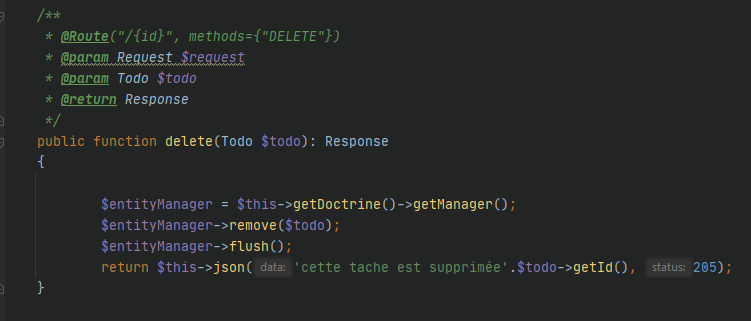 /**
 * @Route("/{id}", methods={"DELETE"})
 * @param Request $request
 * @param Todo $todo
 * @return Response
 */
public function delete(Todo $todo): Response
{
        $entityManager = $this->getDoctrine()->getManager();
        $entityManager->remove($todo);
        $entityManager->flush();
        return $this->json( data: 'cette tache est supprimée'.$todo->getId(), status: 205);
}